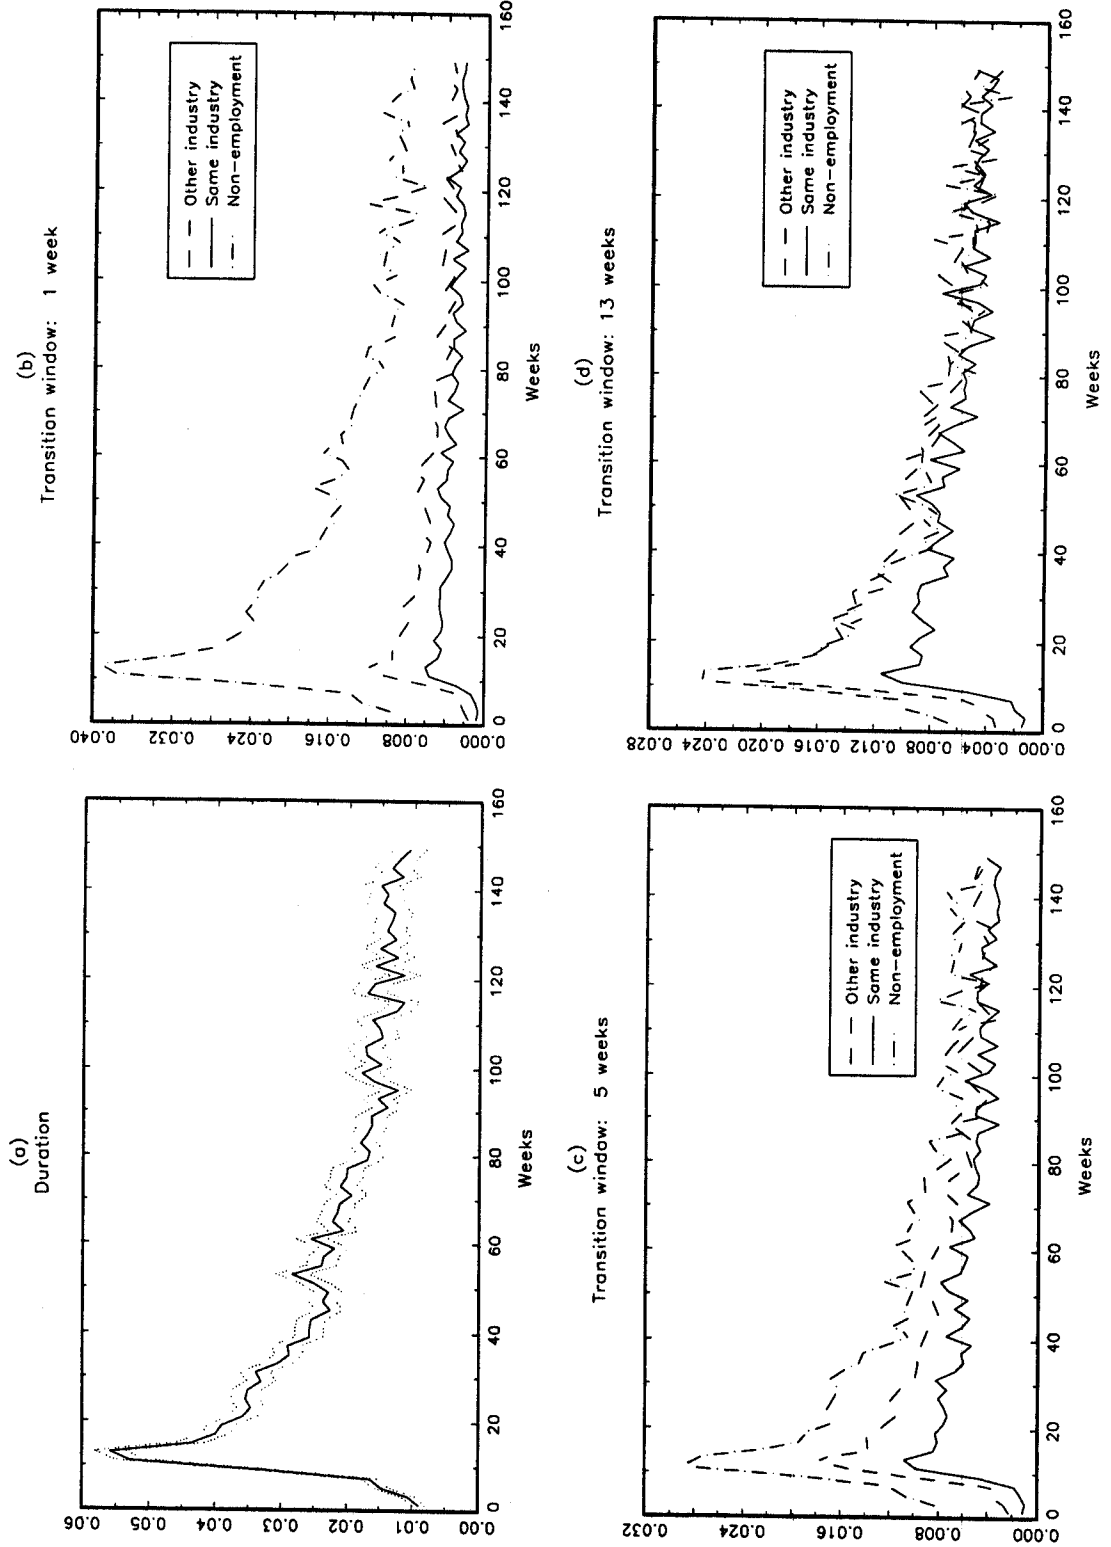 (a)
Duration
0.06
0.05
0.04
0.03
0.02
0.01
0.000
0
20
40
60
80
100
120
140
160
Weeks
(b)
Transition window: 1 week
0.040
0.032
0.024
0.016
0.008
0.000
0
20
40
60
80
100
120
140
160
Weeks
Other industry
Same industry
Non-employment
(c)
Transition window: 5 weeks
0.032
0.024
0.016
0.008
0.000
0
20
40
60
80
100
120
140
160
Weeks
Other industry
Same industry
Non-employment
(d)
Transition window: 13 weeks
0.028
0.024
0.020
0.016
0.012
0.008
0.004
0.000
0
20
40
60
80
100
120
140
160
Weeks
Other industry
Same industry
Non-employment